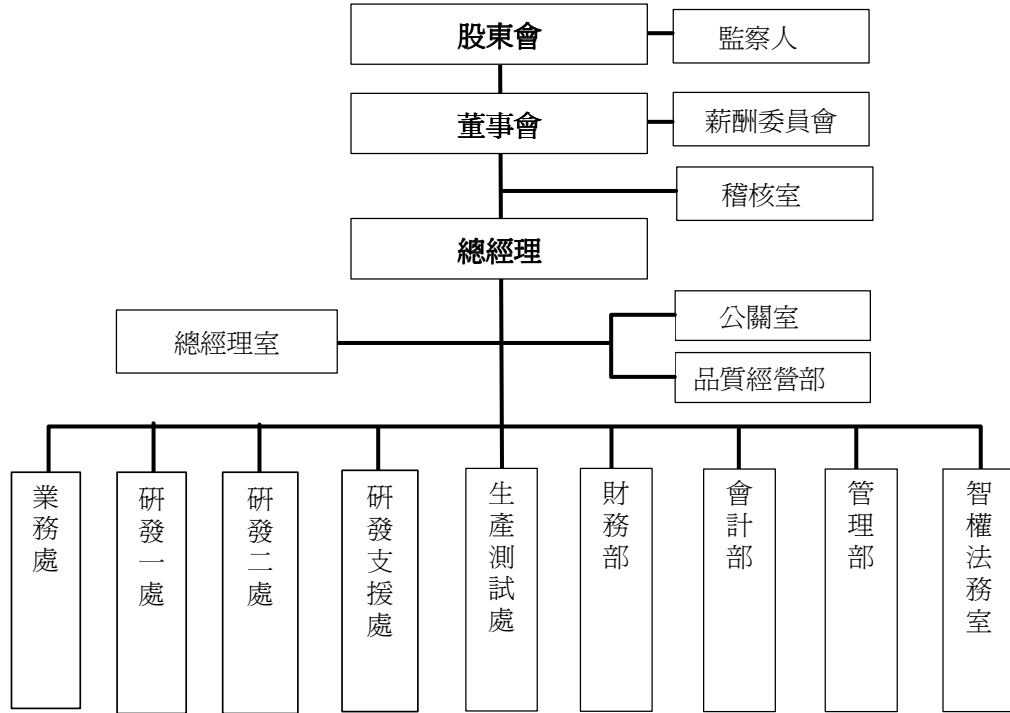 股東會
監察人
董事會
薪酬委員會
稽核室
總經理
總經理室
公關室
品質經營部
業務處
研發一處
研發二處
研發支援處
生產測試處
財務部
會計部
管理部
智權法務室